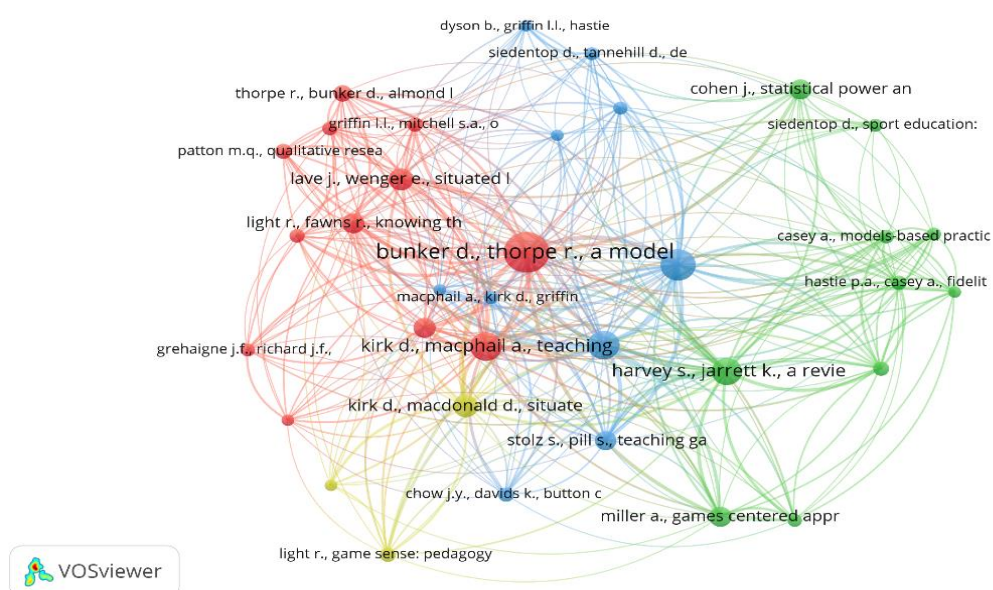 dyson b., griffin l.l., hastie
siedentop d., tannehill d., de
cohen j., statistical power an
thorpe r., bunker d., almond l
griffin l.l., mitchell s.a., o
siedentop d., sport education:
patton m.q., qualitative resea
lave j., wenger e., situated l
light r., fawns r., knowing th
casey a., models-based practic
bunker d., thorpe r., a model
hastie p.a., casey a., fidelit
macphail a., kirk d., griffin
grehaigne j.f., richard j.f.,
kirk d., macphail a., teaching
harvey s., jarrett k., a revie
kirk d., macdonald d., situate
stolz s., pill s., teaching ga
chow j.y., davids k., button c
miller a., games centered appr
light r., game sense: pedagogy
VOSviewer